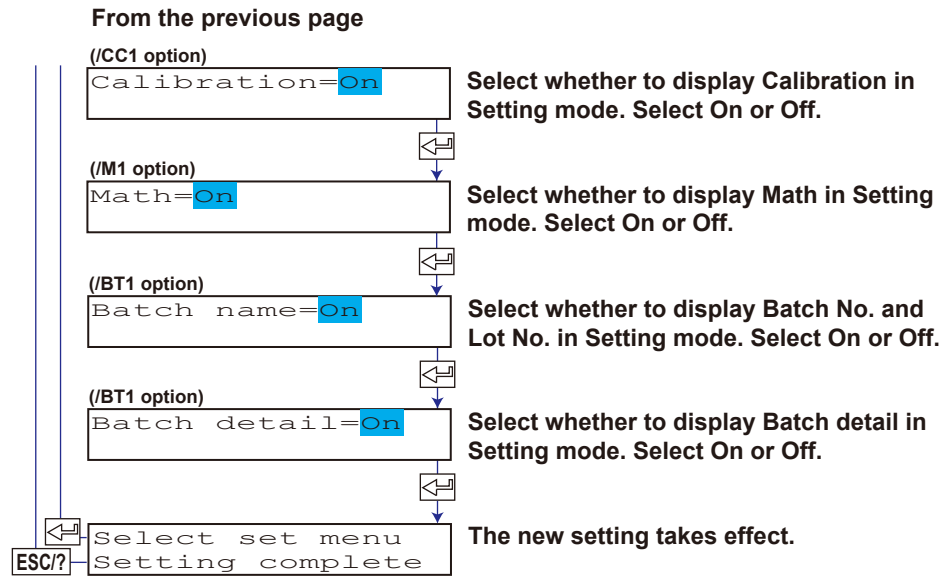 From the previous page
(/CC1 option)
Calibration=On
Select whether to display Calibration in
Setting mode. Select On or Off.
(/M1 option)
Math=On
Select whether to display Math in Setting
mode. Select On or Off.
(/BT1 option)
Batch name=On
Select whether to display Batch No. and
Lot No. in Setting mode. Select On or Off.
(/BT1 option)
Batch detail=On
Select whether to display Batch detail in
Setting mode. Select On or Off.
Select set menu
The new setting takes effect.
ESC/?
Setting complete